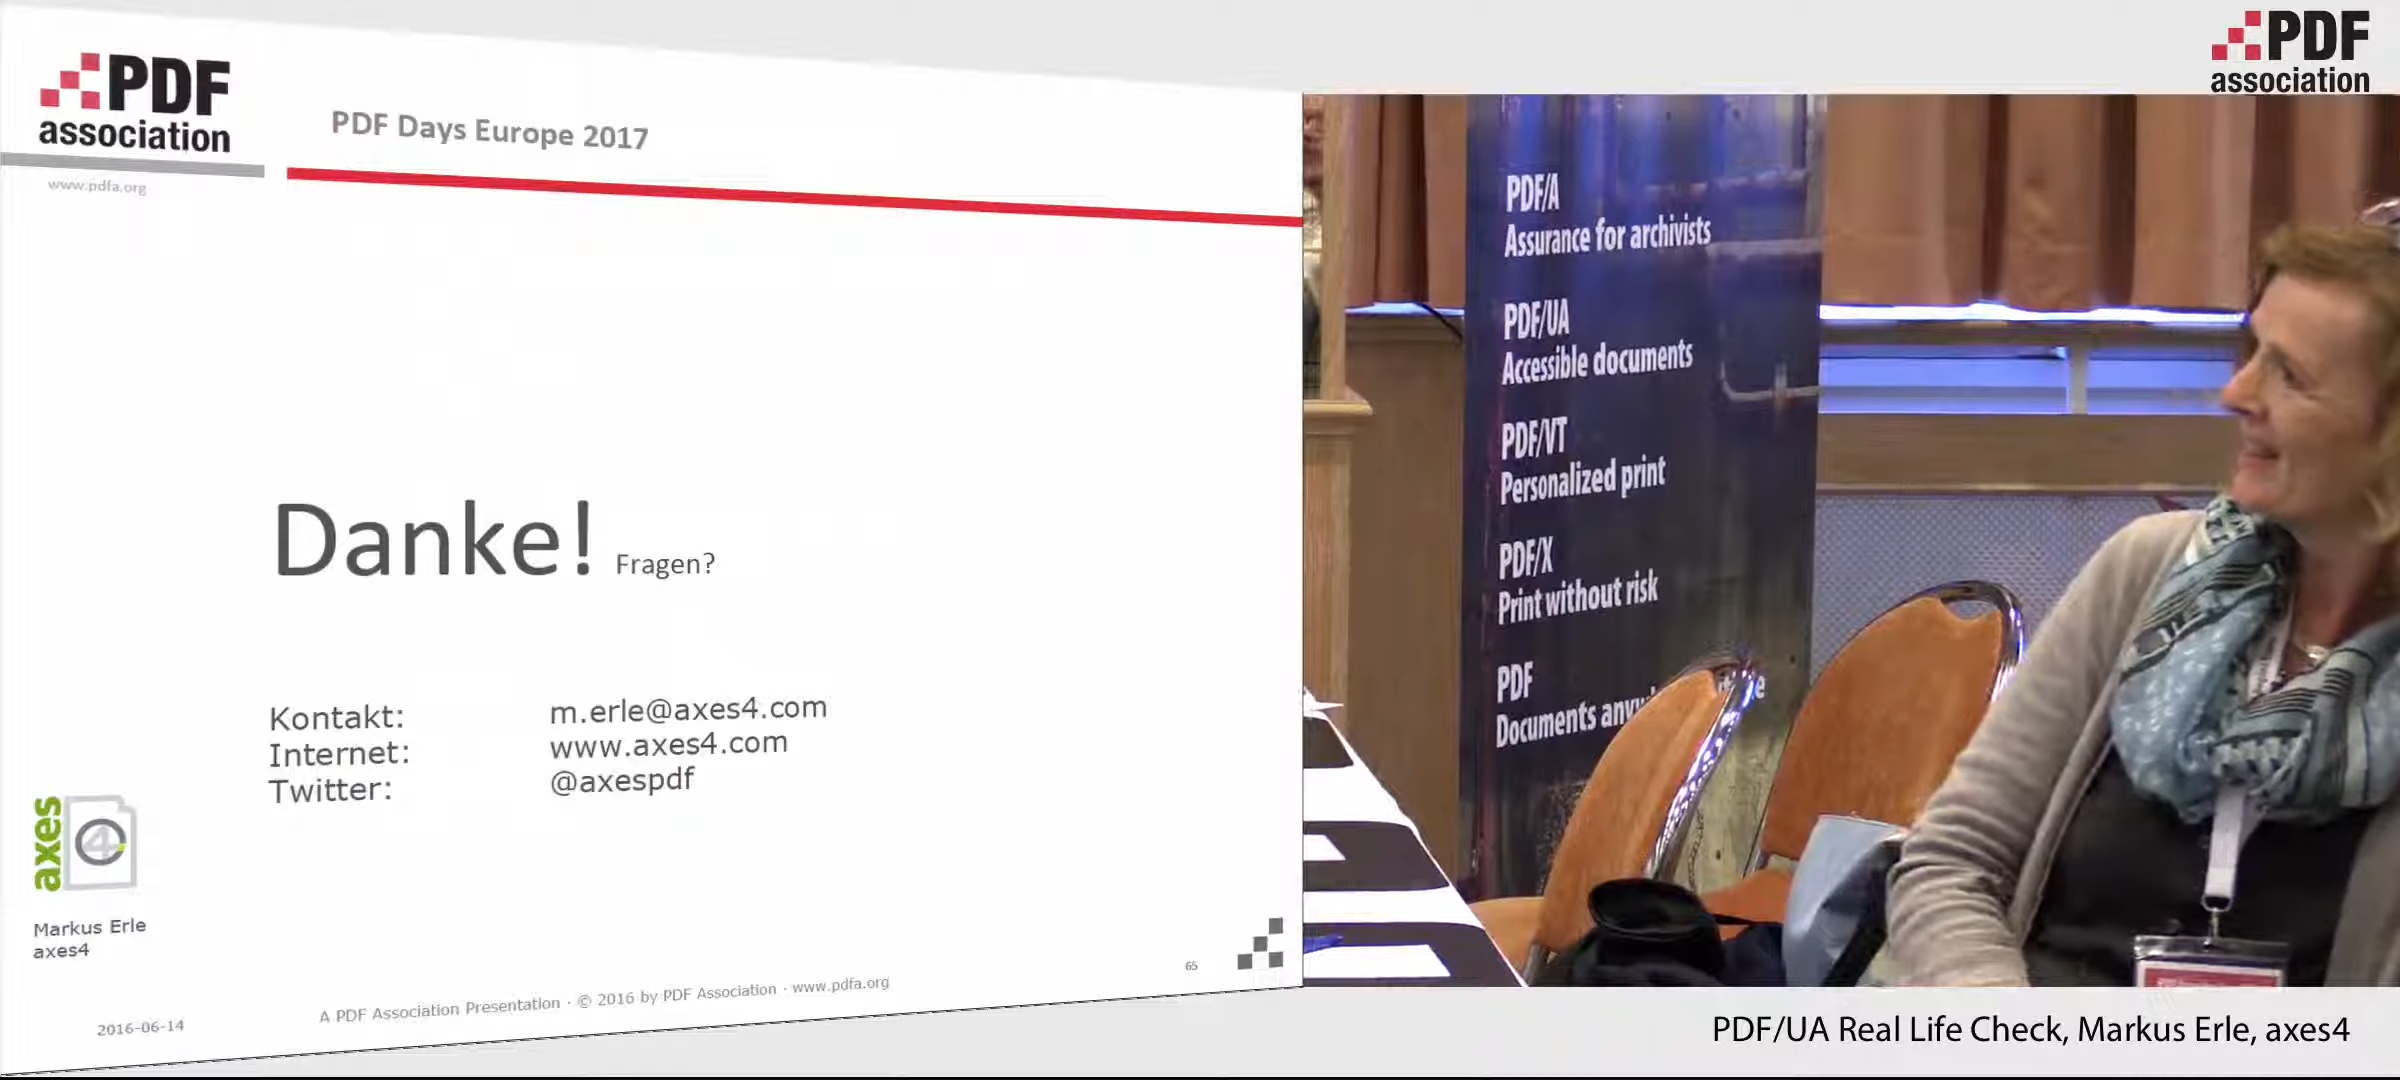 PDF
association
www.pdfa.org
PDF Days Europe 2017
Danke! Fragen?
Kontakt: m.erle@axes4.com
Internet: www.axes4.com
Twitter: @axespdf
axes
4
Markus Erle
axes4
65
A PDF Association Presentation · © 2016 by PDF Association · www.pdfa.org
2016-06-14
PDF
association
PDF/A
Assurance for archivists
PDF/UA
Accessible documents
PDF/VT
Personalized print
PDF/X
Print without risk
PDF
Documents
PDF/UA Real Life Check, Markus Erle, axes4